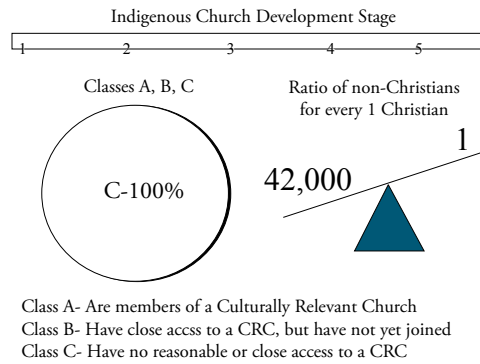 Indigenous Church Development Stage
1 2 3 4 5
Classes A, B, C
C-100%
Ratio of non-Christians
for every 1 Christian
1
42,000
Class A- Are members of a Culturally Relevant Church
Class B- Have close accss to a CRC, but have not yet joined
Class C- Have no reasonable or close access to a CRC